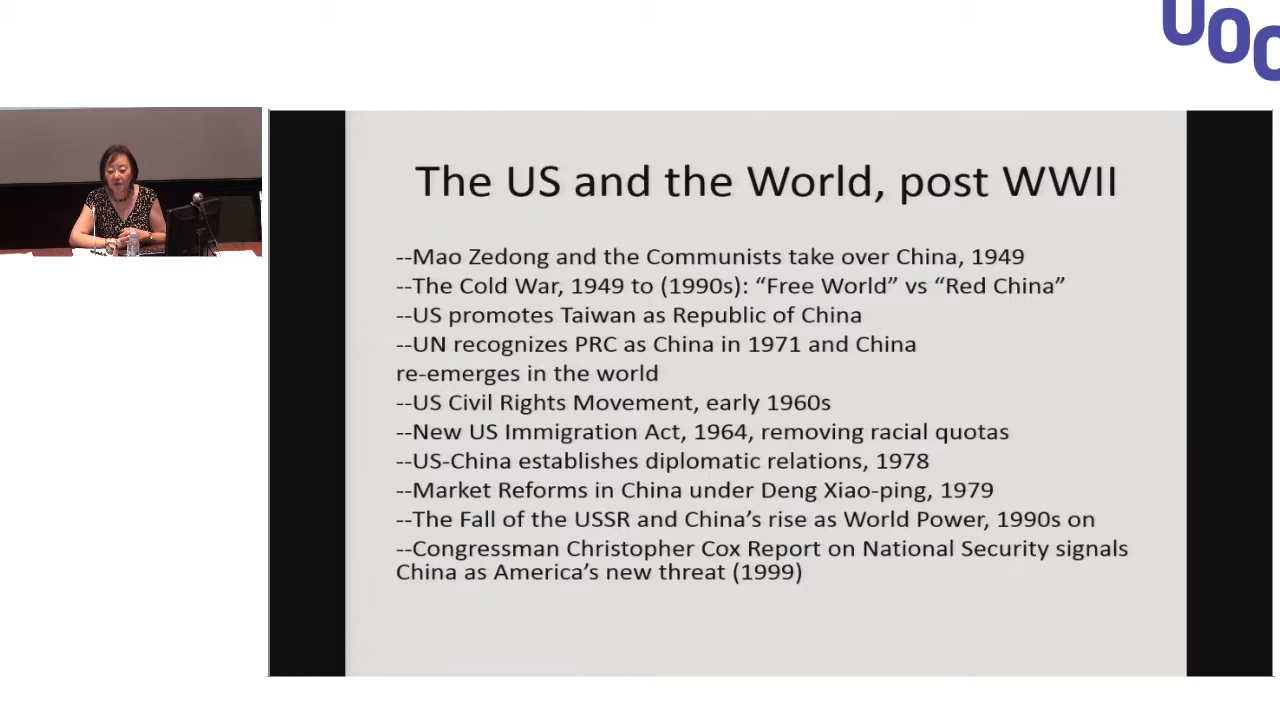 UOC
The US and the World, post WWII
--Mao Zedong and the Communists take over China, 1949
--The Cold War, 1949 to (1990s): “Free World” vs “Red China”
--US promotes Taiwan as Republic of China
--UN recognizes PRC as China in 1971 and China
re-emerges in the world
--US Civil Rights Movement, early 1960s
--New US Immigration Act, 1964, removing racial quotas
--US-China establishes diplomatic relations, 1978
--Market Reforms in China under Deng Xiao-ping, 1979
--The Fall of the USSR and China’s rise as World Power, 1990s on
--Congressman Christopher Cox Report on National Security signals
China as America’s new threat (1999)